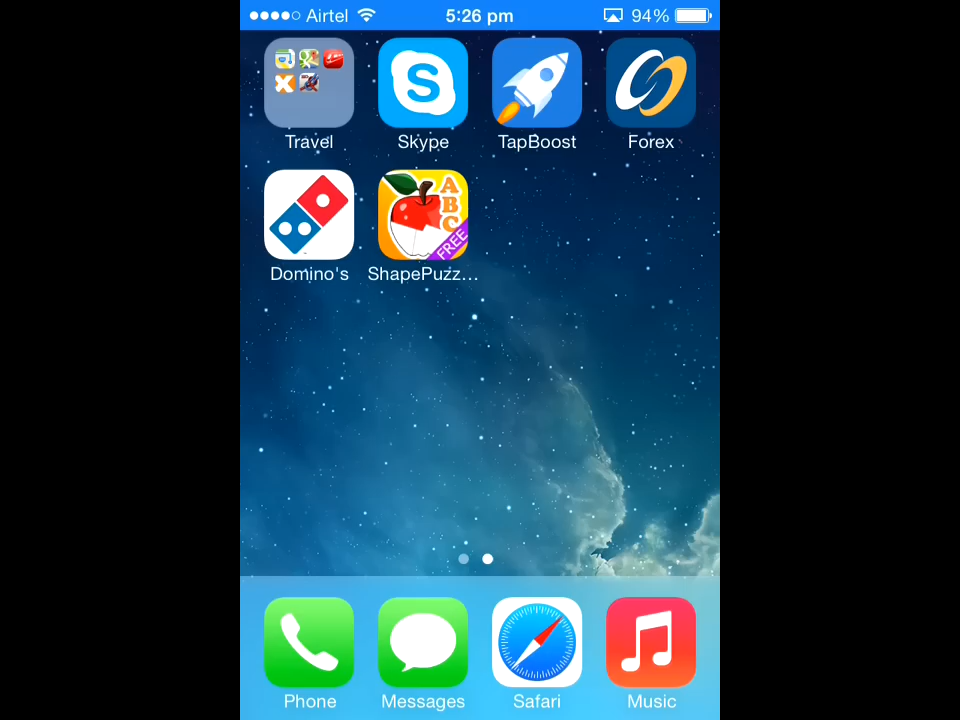 Airtel 5:26 pm 94%
Travel Skype TapBoost Forex
S
A
B
C
FREE
Domino's ShapePuzz...
Phone Messages Safari Music